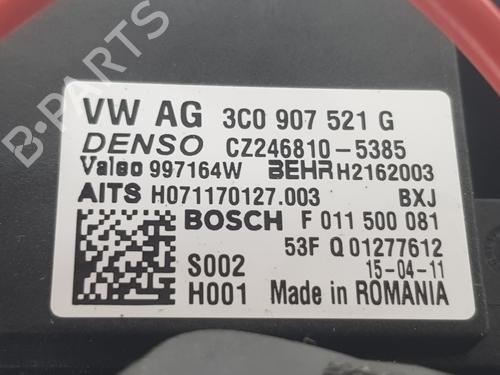 B-PARTS
VW AG 3C0 907 521 G
DENSO CZ246810-5385
Valeo 997164W BEHR H2162003
AITS H071170127.003 BXJ
BOSCH F 011 500 081
53F Q 01277612
S002 15-04-11
H001 Made in ROMANIA